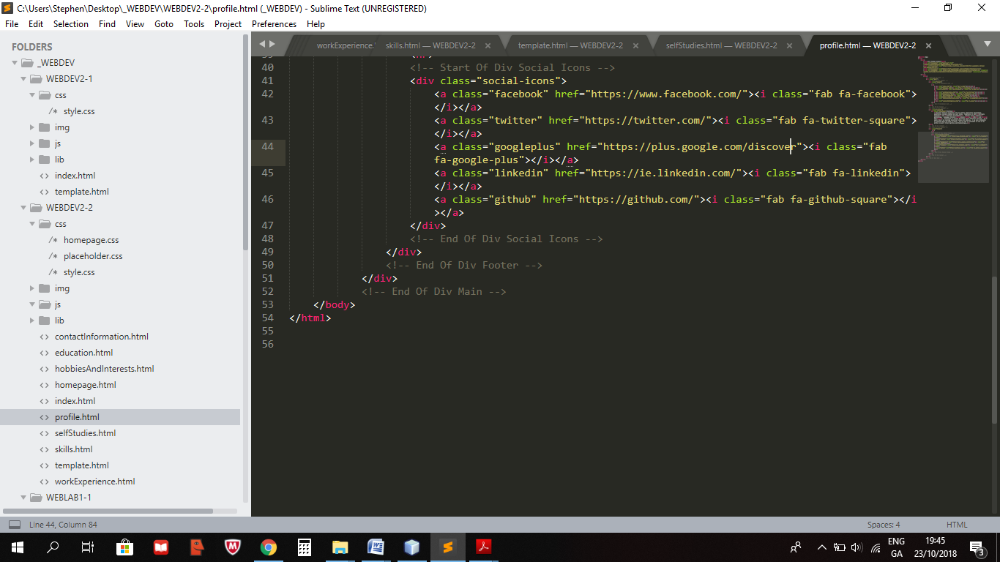 C:\Users\Stephen\Desktop\_WEBDEV\WEBDEV2-2\profile.html (_WEBDEV) - Sublime Text (UNREGISTERED)
File Edit Selection Find View Goto Tools Project Preferences Help
FOLDERS
_WEBDEV
WEBDEV2-1
css
/* style.css
img
js
lib
<> index.html
<> template.html
WEBDEV2-2
css
/* homepage.css
/* placeholder.css
/* style.css
img
js
lib
<> contactInformation.html
<> education.html
<> hobbiesAndInterests.html
<> homepage.html
<> index.html
<> profile.html
<> selfStudies.html
<> skills.html
<> template.html
<> workExperience.html
WEBLAB1-1
workExperience. skills.html — WEBDEV2-2 template.html — WEBDEV2-2 selfStudies.html — WEBDEV2-2 profile.html — WEBDEV2-2
39 <hr>
40 <!-- Start Of Div Social Icons -->
41 <div class="social-icons">
42 <a class="facebook" href="https://www.facebook.com/"><i class="fab fa-facebook">
</i></a>
43 <a class="twitter" href="https://twitter.com/"><i class="fab fa-twitter-square">
</i></a>
44 <a class="googleplus" href="https://plus.google.com/discover"><i class="fab
fa-google-plus"></i></a>
45 <a class="linkedin" href="https://ie.linkedin.com/"><i class="fab fa-linkedin">
</i></a>
46 <a class="github" href="https://github.com/"><i class="fab fa-github-square"></i
></a>
47 </div>
48 <!-- End Of Div Social Icons -->
49 </div>
50 <!-- End Of Div Footer -->
51 </div>
52 <!-- End Of Div Main -->
53 </body>
54 </html>
55
56
Line 44, Column 84 Spaces: 4 HTML
ENG 19:45
GA 23/10/2018 3